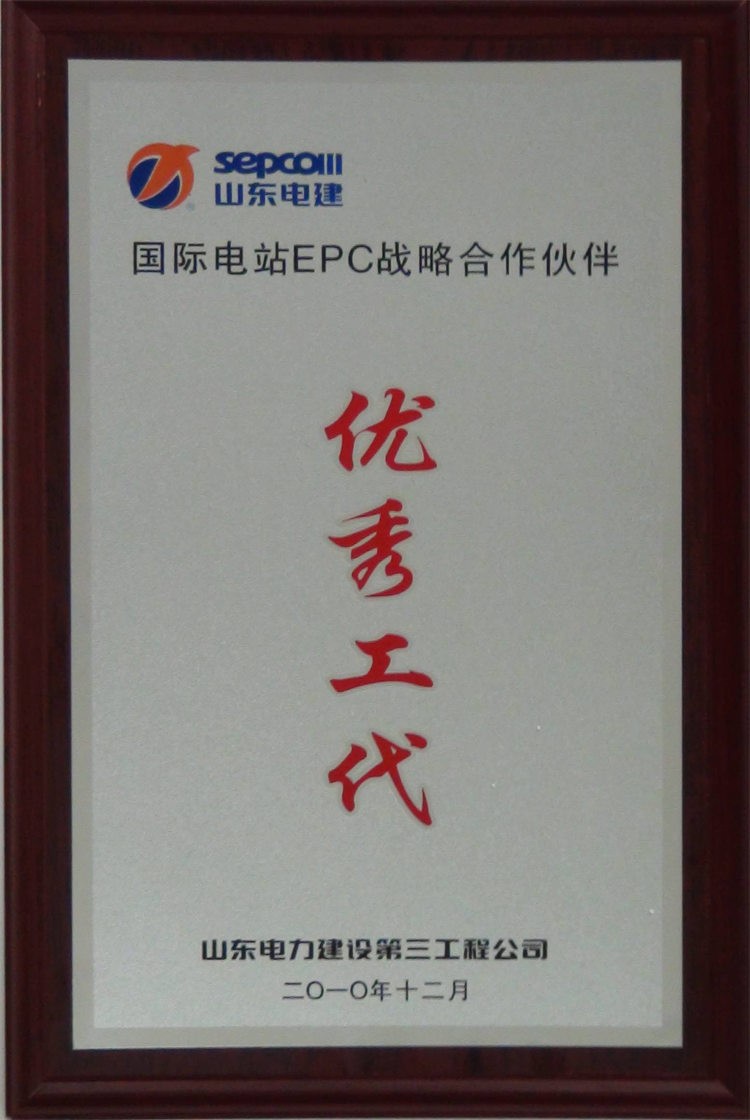 sepcoIII
山东电建
国际电站EPC战略合作伙伴
优
秀
工
代
山东电力建设第三工程公司
二〇一〇年十二月